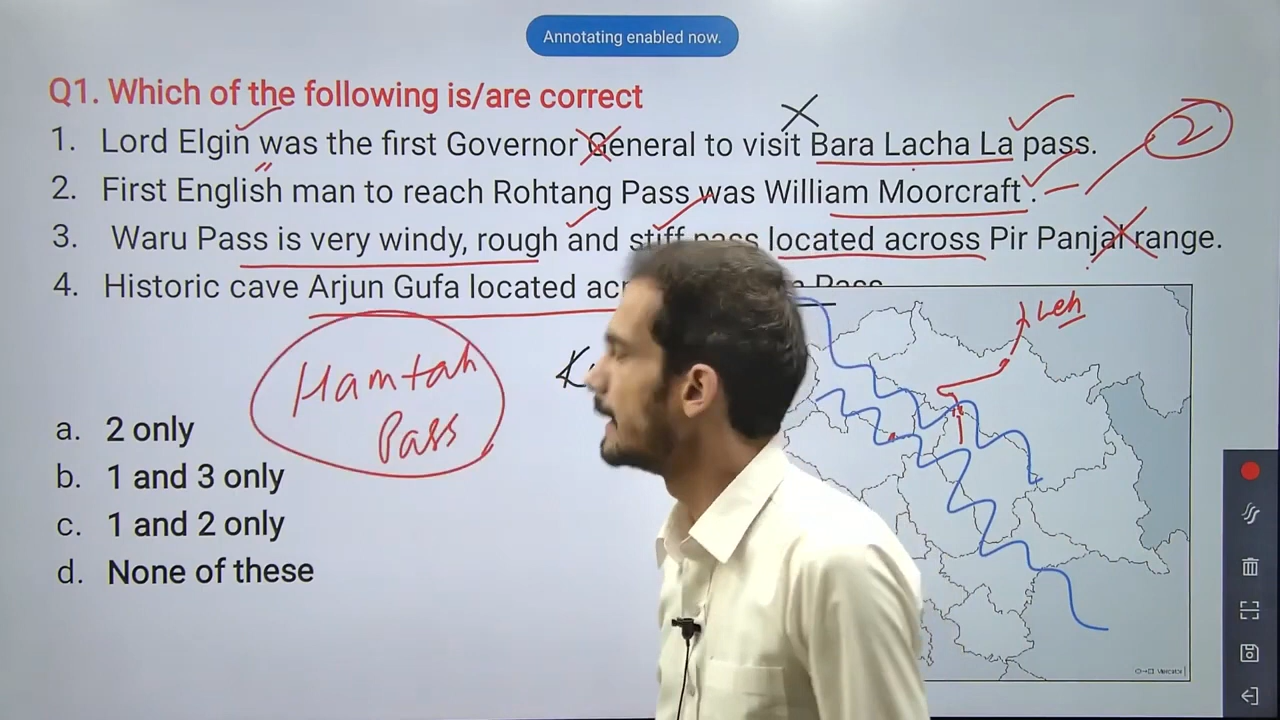 Annotating enabled now.
Q1. Which of the following is/are correct
1. Lord Elgin was the first Governor General to visit Bara Lacha La pass.
2
2. First English man to reach Rohtang Pass was William Moorcraft .
3. Waru Pass is very windy, rough and stiff pass located across Pir Panjal range.
4. Historic cave Arjun Gufa located Pass
Leh
Hamtah
Pass
a. 2 only
b. 1 and 3 only
c. 1 and 2 only
d. None of these